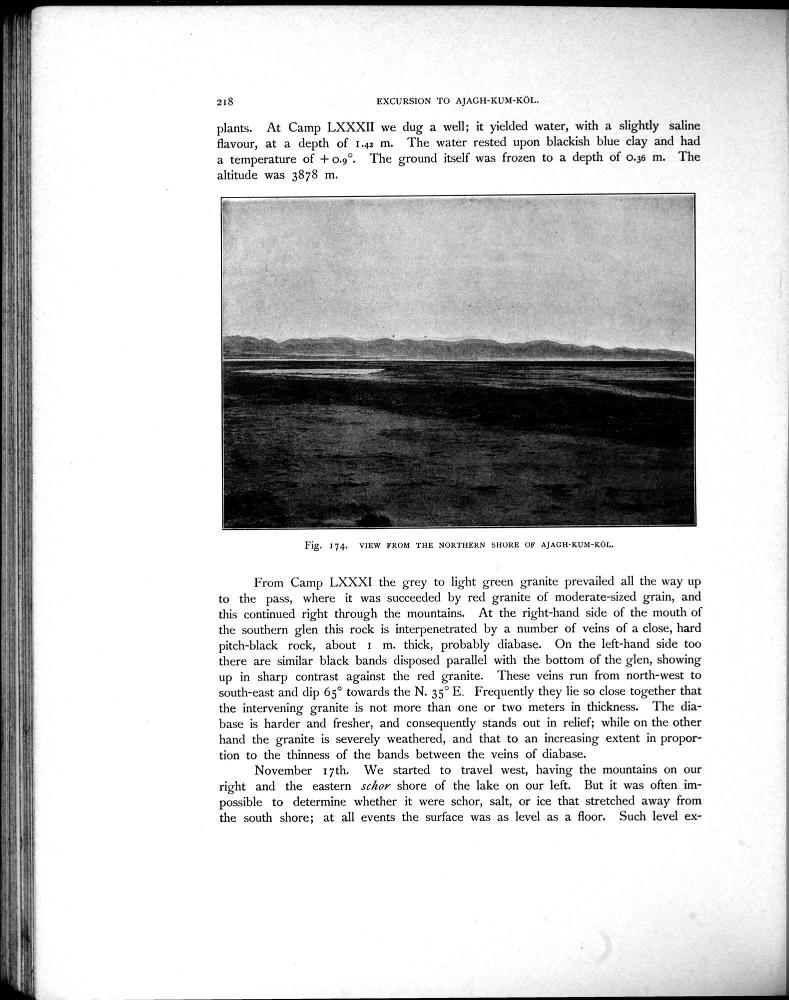 218 EXCURSION TO AJAGH-KUM-KÖL.
plants. At Camp LXXXII we dug a well; it yielded water, with a slightly saline
flavour, at a depth of 1.42 m. The water rested upon blackish blue clay and had
a temperature of +0.9°. The ground itself was frozen to a depth of 0.36 m. The
altitude was 3878 m.
Fig. 174. VIEW FROM THE NORTHERN SHORE OF AJAGH-KUM-KÖL.
From Camp LXXXI the grey to light green granite prevailed all the way up
to the pass, where it was succeeded by red granite of moderate-sized grain, and
this continued right through the mountains. At the right-hand side of the mouth of
the southern glen this rock is interpenetrated by a number of veins of a close, hard
pitch-black rock, about 1 m. thick, probably diabase. On the left-hand side too
there are similar black bands disposed parallel with the bottom of the glen, showing
up in sharp contrast against the red granite. These veins run from north-west to
south-east and dip 65° towards the N. 35° E. Frequently they lie so close together that
the intervening granite is not more than one or two meters in thickness. The dia-
base is harder and fresher, and consequently stands out in relief; while on the other
hand the granite is severely weathered, and that to an increasing extent in propor-
tion to the thinness of the bands between the veins of diabase.
November 17th. We started to travel west, having the mountains on our
right and the eastern schor shore of the lake on our left. But it was often im-
possible to determine whether it were schor, salt, or ice that stretched away from
the south shore; at all events the surface was as level as a floor. Such level ex-